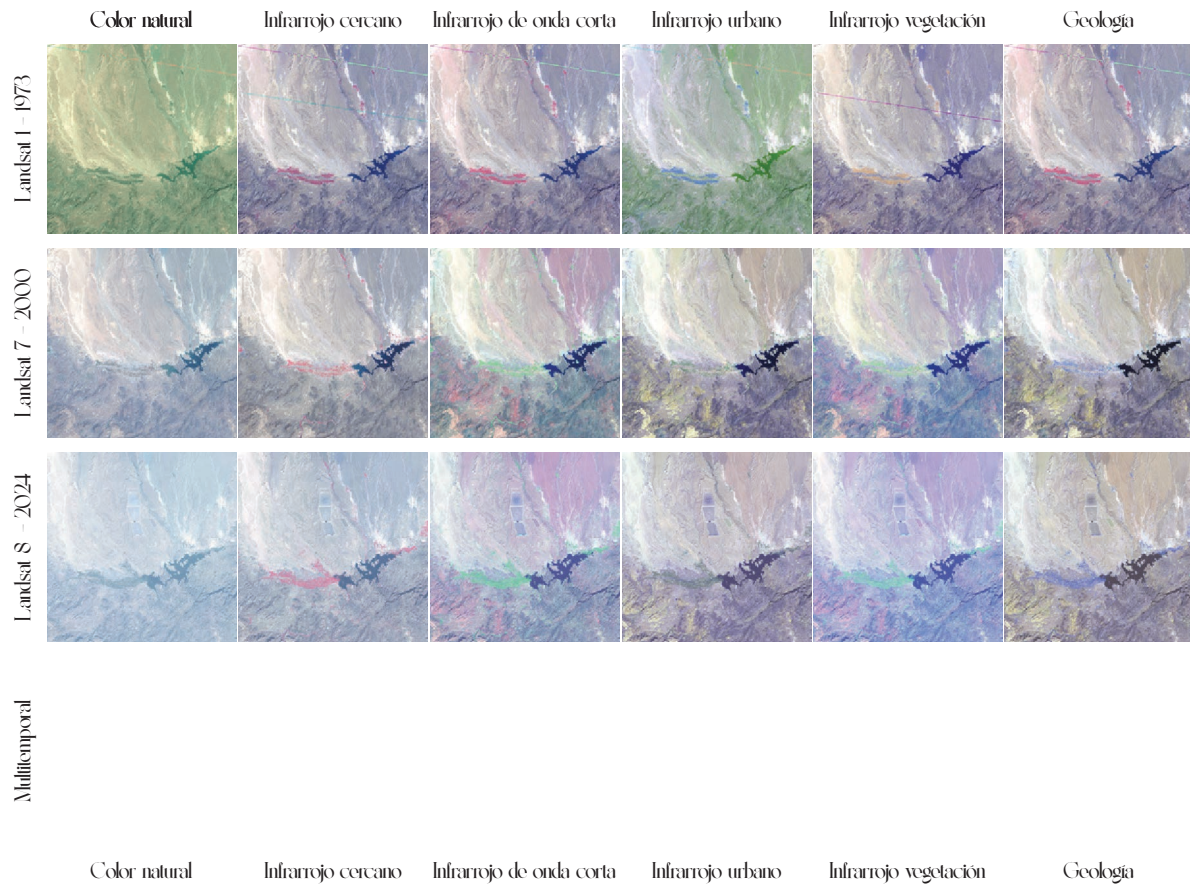 Color natural Infrarrojo cercano Infrarrojo de onda corta Infrarrojo urbano Infrarrojo vegetación Geología
Landsat 1 - 1973
Landsat 7 - 2000
Landsat 8 - 2024
Multitemporal
Color natural Infrarrojo cercano Infrarrojo de onda corta Infrarrojo urbano Infrarrojo vegetación Geología